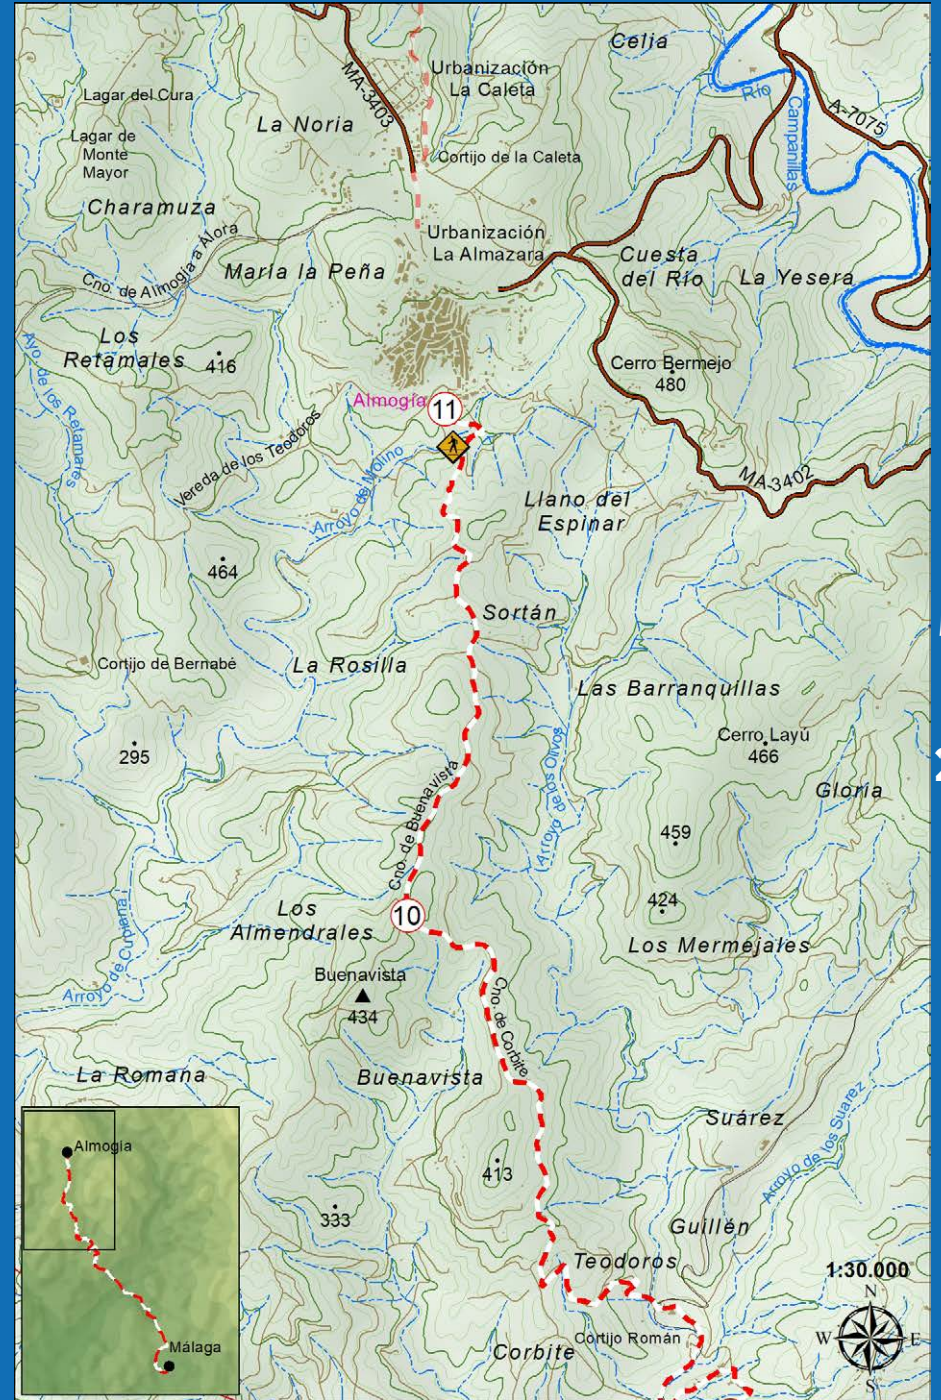 Celia
Urbanización
La Caleta
MA-3403
Lagar del Cura
Río
Campanillas
A-7075
La Noria
Lagar de
Monte
Mayor
Cortijo de la Caleta
Charamuza
Urbanización
La Almazara
Cno. de Almogía a Álora
María la Peña
Cuesta
del Río
La Yesera
Los
Retamales
416
Ayo de los Retamales
Cerro Bermejo
480
Almogía
11
Vereda de los Teodoros
Arroyo del Molino
MA-3402
Llano del
Espinar
464
Sortán
Cortijo de Bernabé
La Rosilla
Las Barranquillas
295
Cerro Layú
466
Arroyo de los Olivos
Cno. de Buenavista
Gloria
459
424
Los
Almendrales
10
Los Mermejales
Arroyo de Cupiana
Buenavista
434
Cno. de Corbite
La Romana
Buenavista
Suárez
Arroyo de los Suarez
Almogia
413
333
Guillén
Teodoros
1:30.000
N
Málaga
Cortijo Román
W
E
Corbite
S